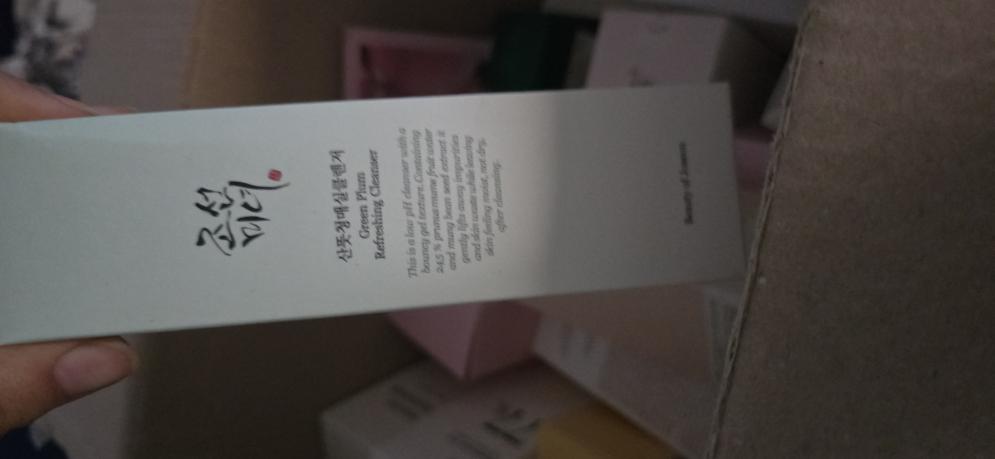 조선
미녀
산뜻청매실클렌저
Green Plum
Refreshing Cleanser
This is a low pH cleanser with a
bouncy gel texture. Containing
24.5 % prunus mume fruit water
and mung bean seed extract it
gently lifts away impurities
and skin waste while leaving
skin feeling moist, not dry,
after cleansing.
Beauty of Joseon